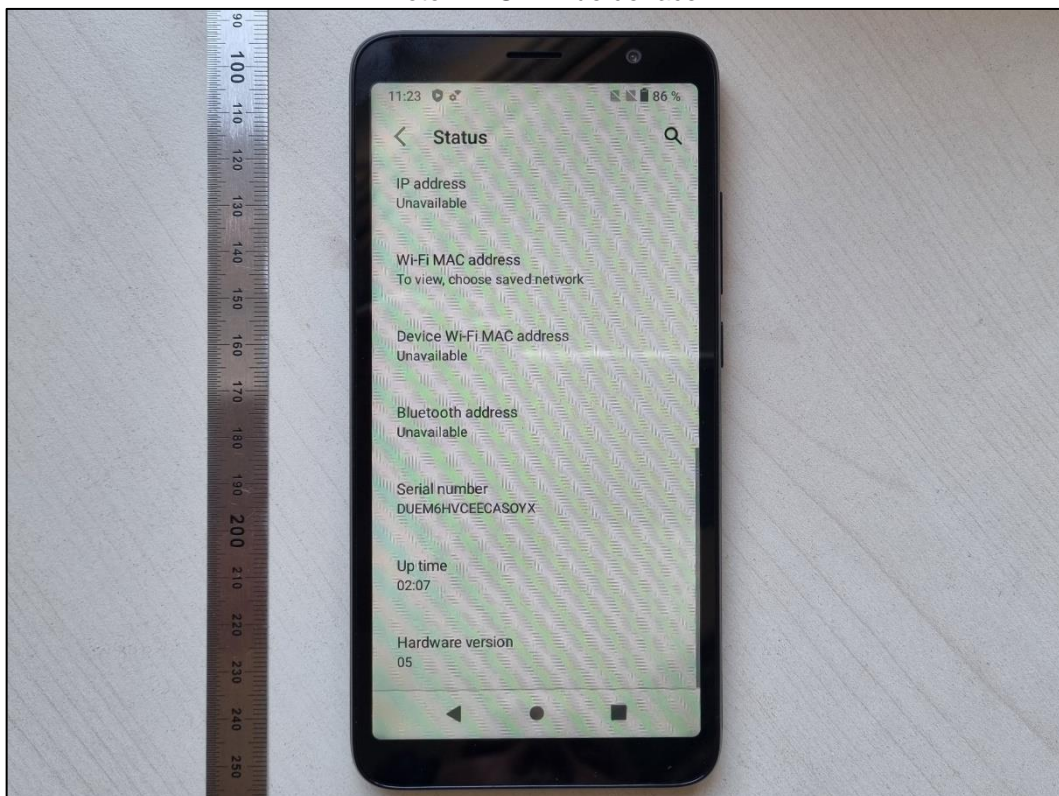 11:23 86 %
Status
IP address
Unavailable
Wi-Fi MAC address
To view, choose saved network
Device Wi-Fi MAC address
Unavailable
Bluetooth address
Unavailable
Serial number
DUEM6HVCEECASOYX
Up time
02:07
Hardware version
05
90
100
110
120
130
140
150
160
170
180
190
200
210
220
230
240
250